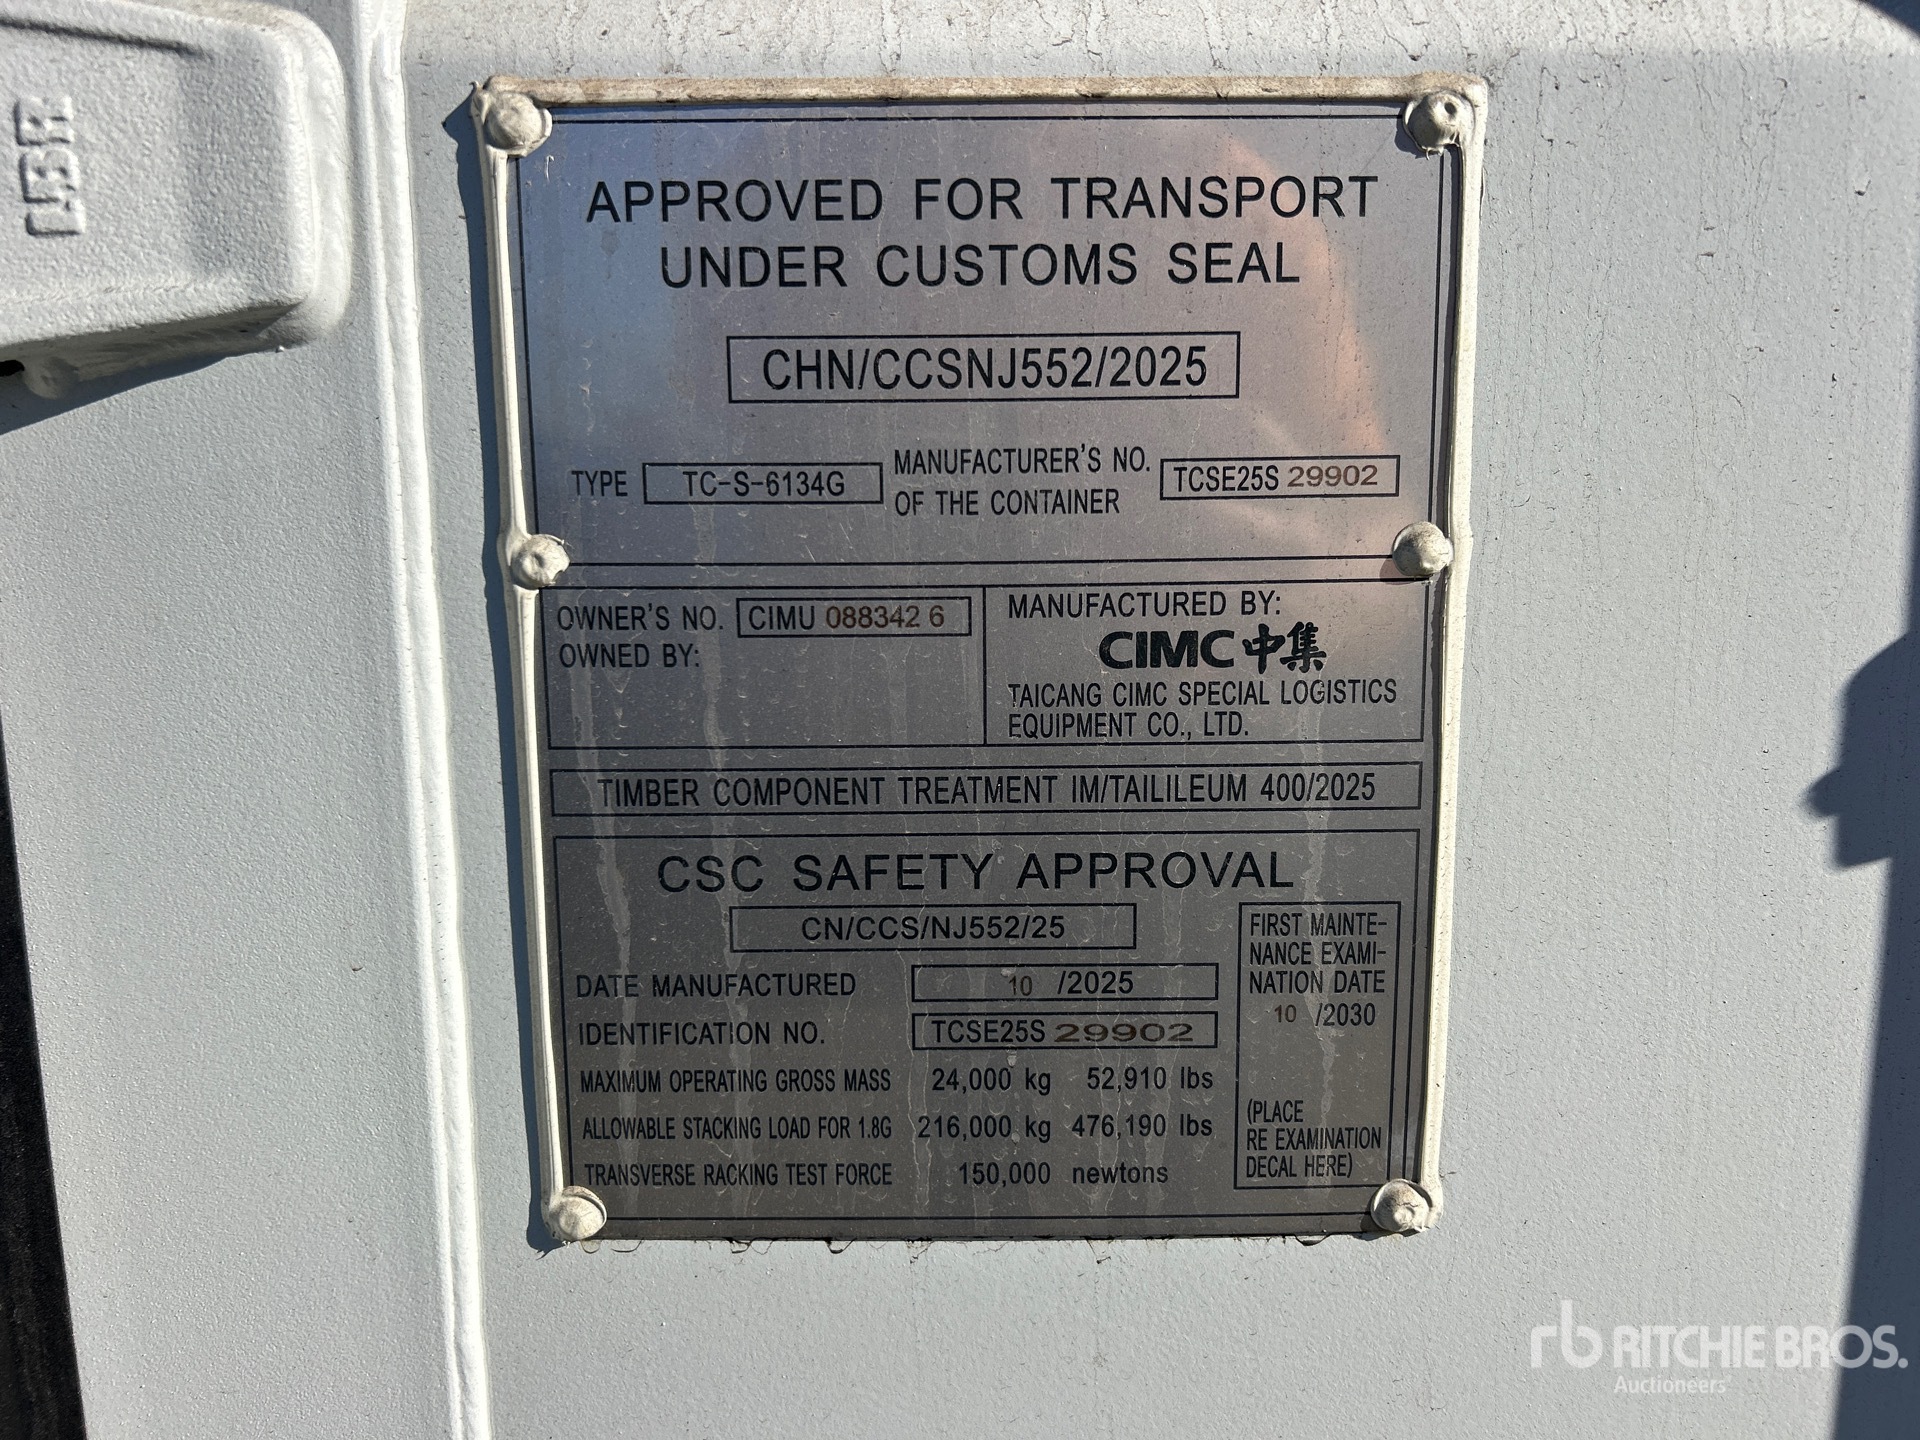 LBR
APPROVED FOR TRANSPORT
UNDER CUSTOMS SEAL
CHN/CCSNJ552/2025
TYPE TC-S-6134G MANUFACTURER'S NO.
OF THE CONTAINER TCSE25S 29902
OWNER'S NO. CIMU 088342 6
OWNED BY:
MANUFACTURED BY:
CIMC 中集
TAICANG CIMC SPECIAL LOGISTICS
EQUIPMENT CO., LTD.
TIMBER COMPONENT TREATMENT IM/TAILILEUM 400/2025
CSC SAFETY APPROVAL
CN/CCS/NJ552/25
DATE MANUFACTURED 10 /2025
IDENTIFICATION NO. TCSE25S 29902
MAXIMUM OPERATING GROSS MASS 24,000 kg 52,910 lbs
ALLOWABLE STACKING LOAD FOR 1.8G 216,000 kg 476,190 lbs
TRANSVERSE RACKING TEST FORCE 150,000 newtons
FIRST MAINTE-
NANCE EXAMI-
NATION DATE
10 /2030
(PLACE
RE EXAMINATION
DECAL HERE)
rb RITCHIE BROS.
Auctioneers